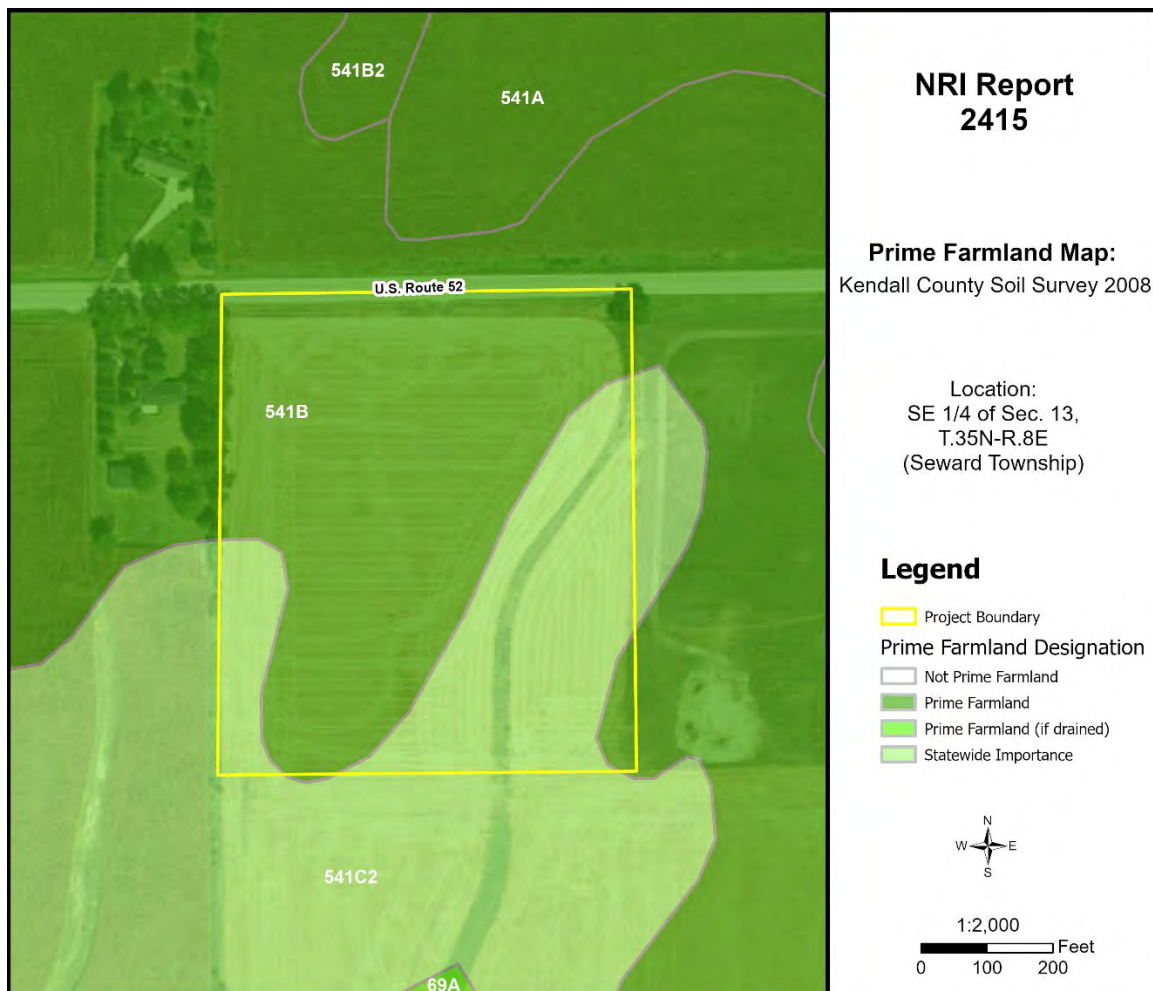 541B2
541A
U.S. Route 52
541B
541C2
69A
NRI Report
2415
Prime Farmland Map:
Kendall County Soil Survey 2008
Location:
SE 1/4 of Sec. 13,
T.35N-R.8E
(Seward Township)
Legend
Project Boundary
Prime Farmland Designation
Not Prime Farmland
Prime Farmland
Prime Farmland (if drained)
Statewide Importance
N
W E
S
1:2,000
Feet
0 100 200